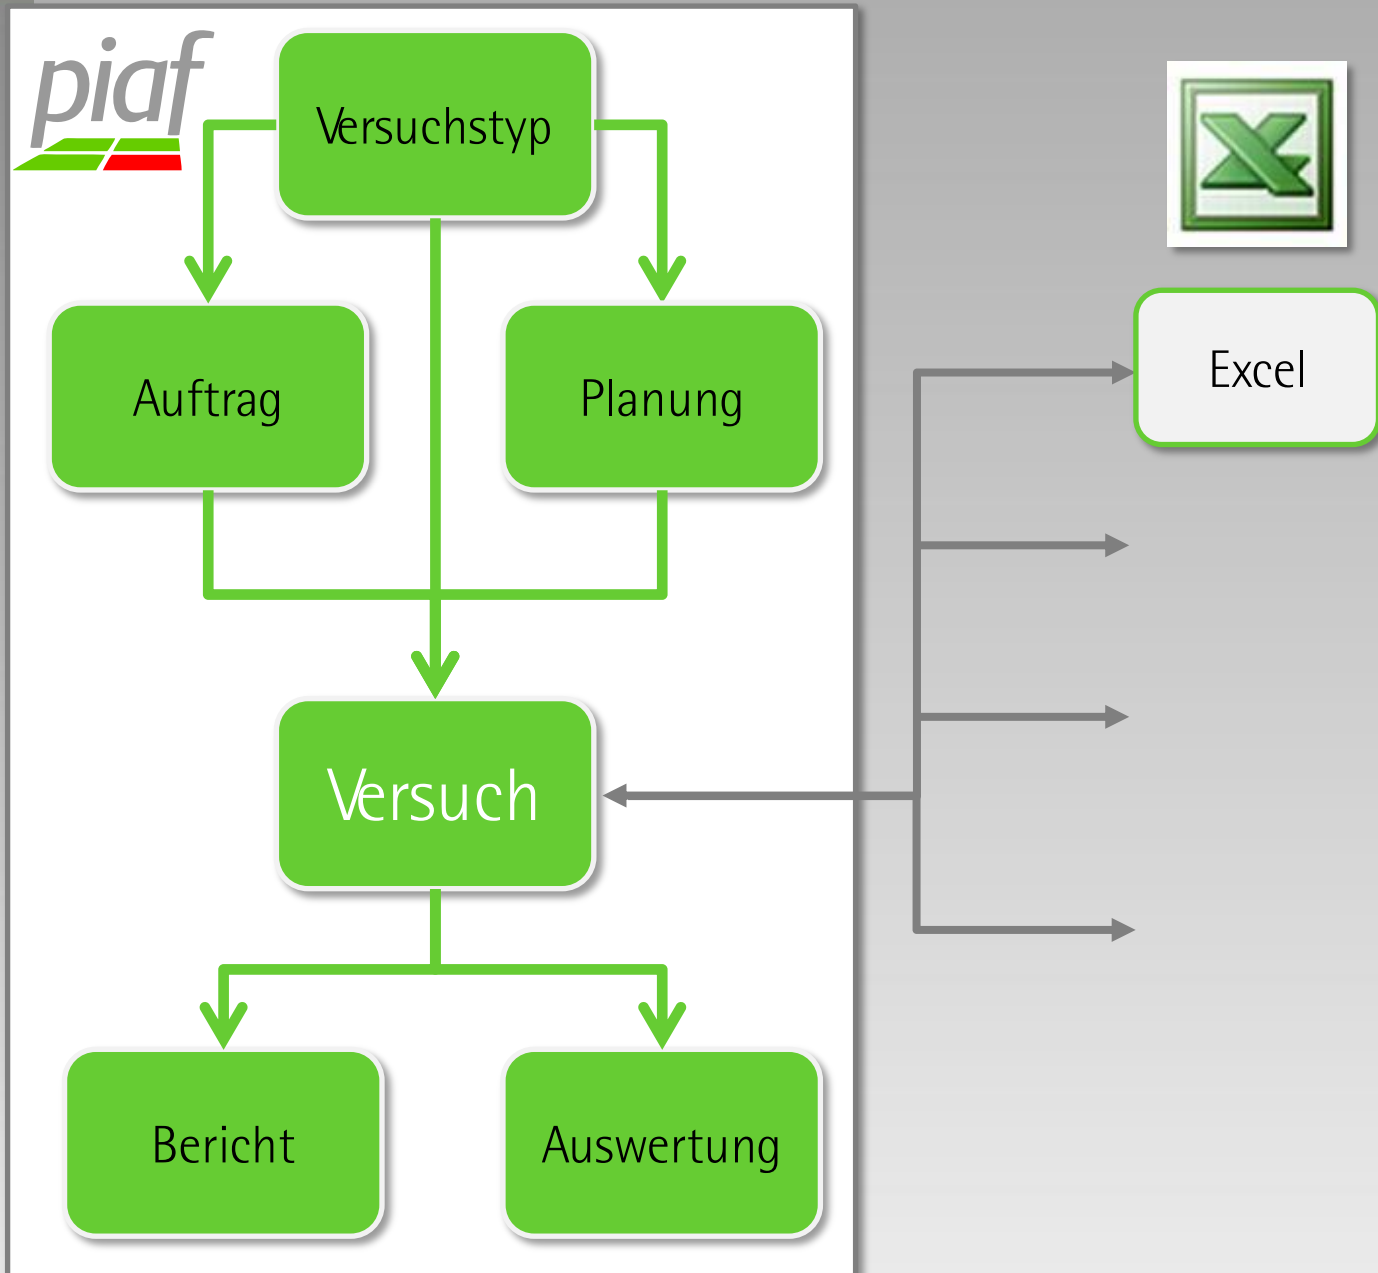 piaf
Versuchstyp
Auftrag
Planung
Excel
Versuch
Bericht
Auswertung